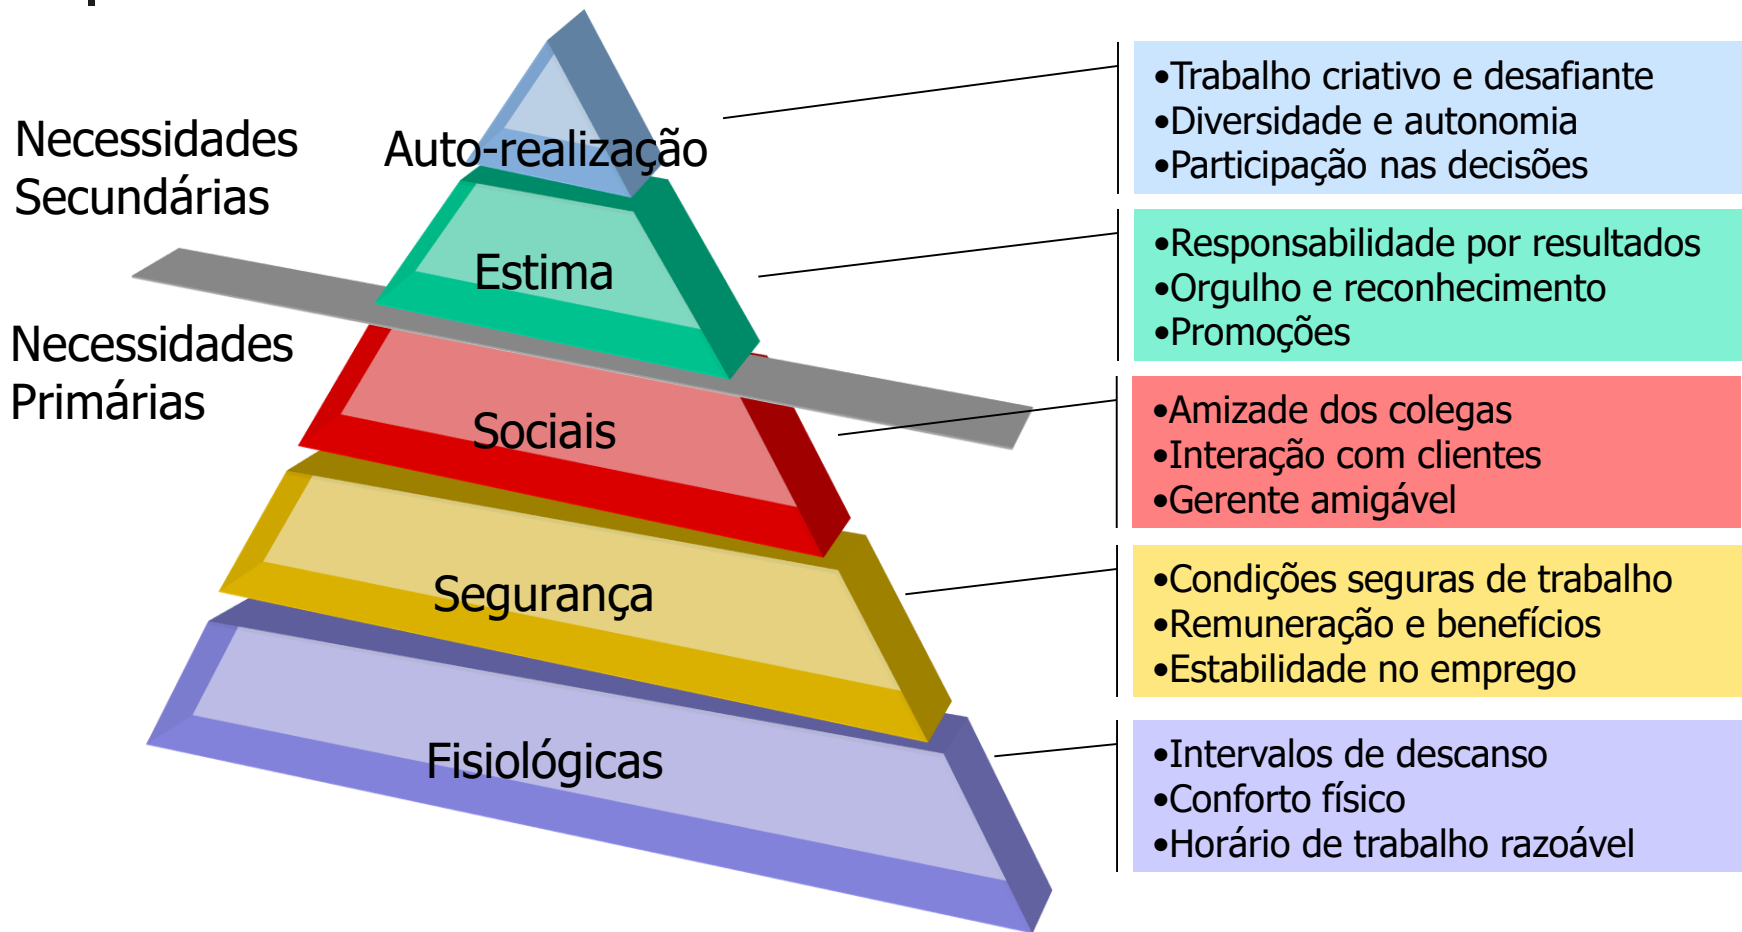 Necessidades
Secundárias
Necessidades
Primárias
Auto-realização
Estima
Sociais
Segurança
Fisiológicas
•Trabalho criativo e desafiante
•Diversidade e autonomia
•Participação nas decisões
•Responsabilidade por resultados
•Orgulho e reconhecimento
•Promoções
•Amizade dos colegas
•Interação com clientes
•Gerente amigável
•Condições seguras de trabalho
•Remuneração e benefícios
•Estabilidade no emprego
•Intervalos de descanso
•Conforto físico
•Horário de trabalho razoável